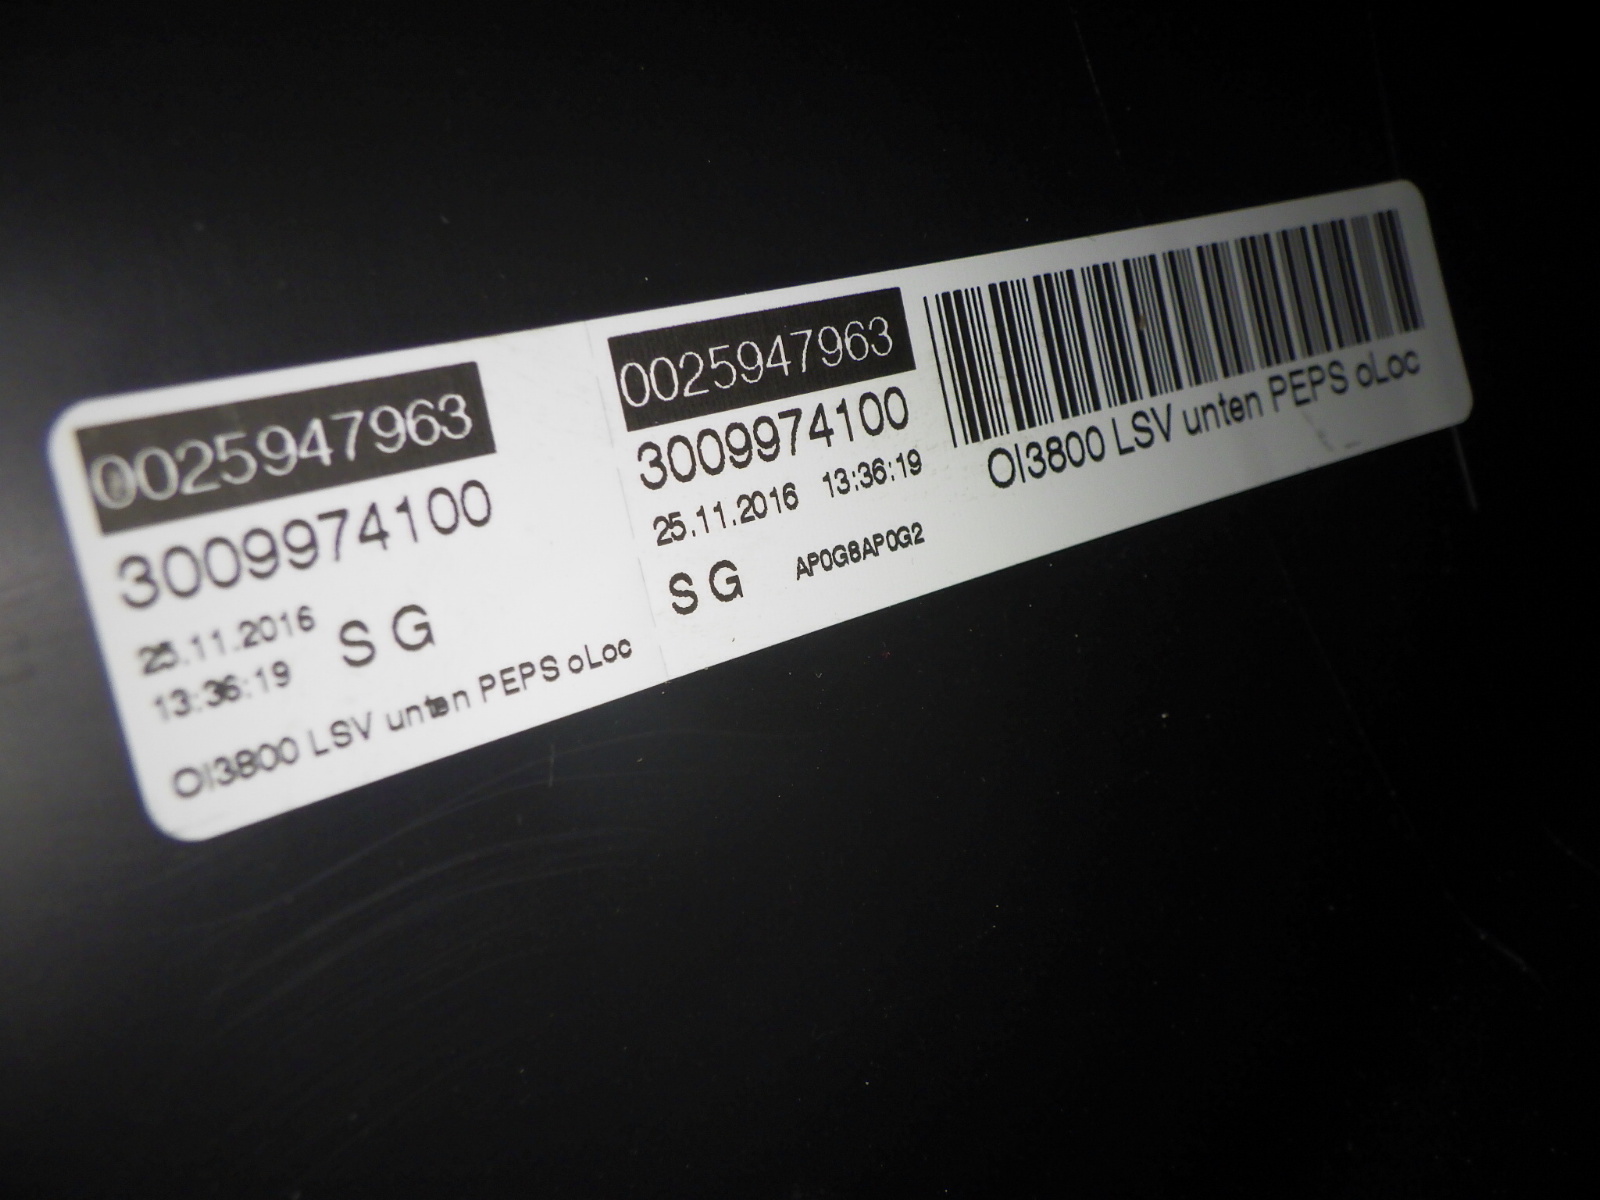 0025947963
3009974100
25.11.2016
13:36:19
S G
OI3800 LSV unten PEPS oLoc
0025947963
3009974100
25.11.2016 13:36:19
S G AP0G8AP0G2
OI3800 LSV unten PEPS oLoc